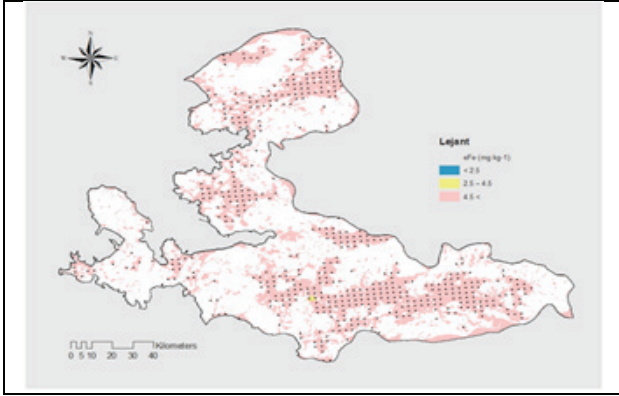 N
S
Lejant
eFe (mg kg-1)
< 2.5
2.5 – 4.5
4.5 <
Kilometers
0 5 10 20 30 40